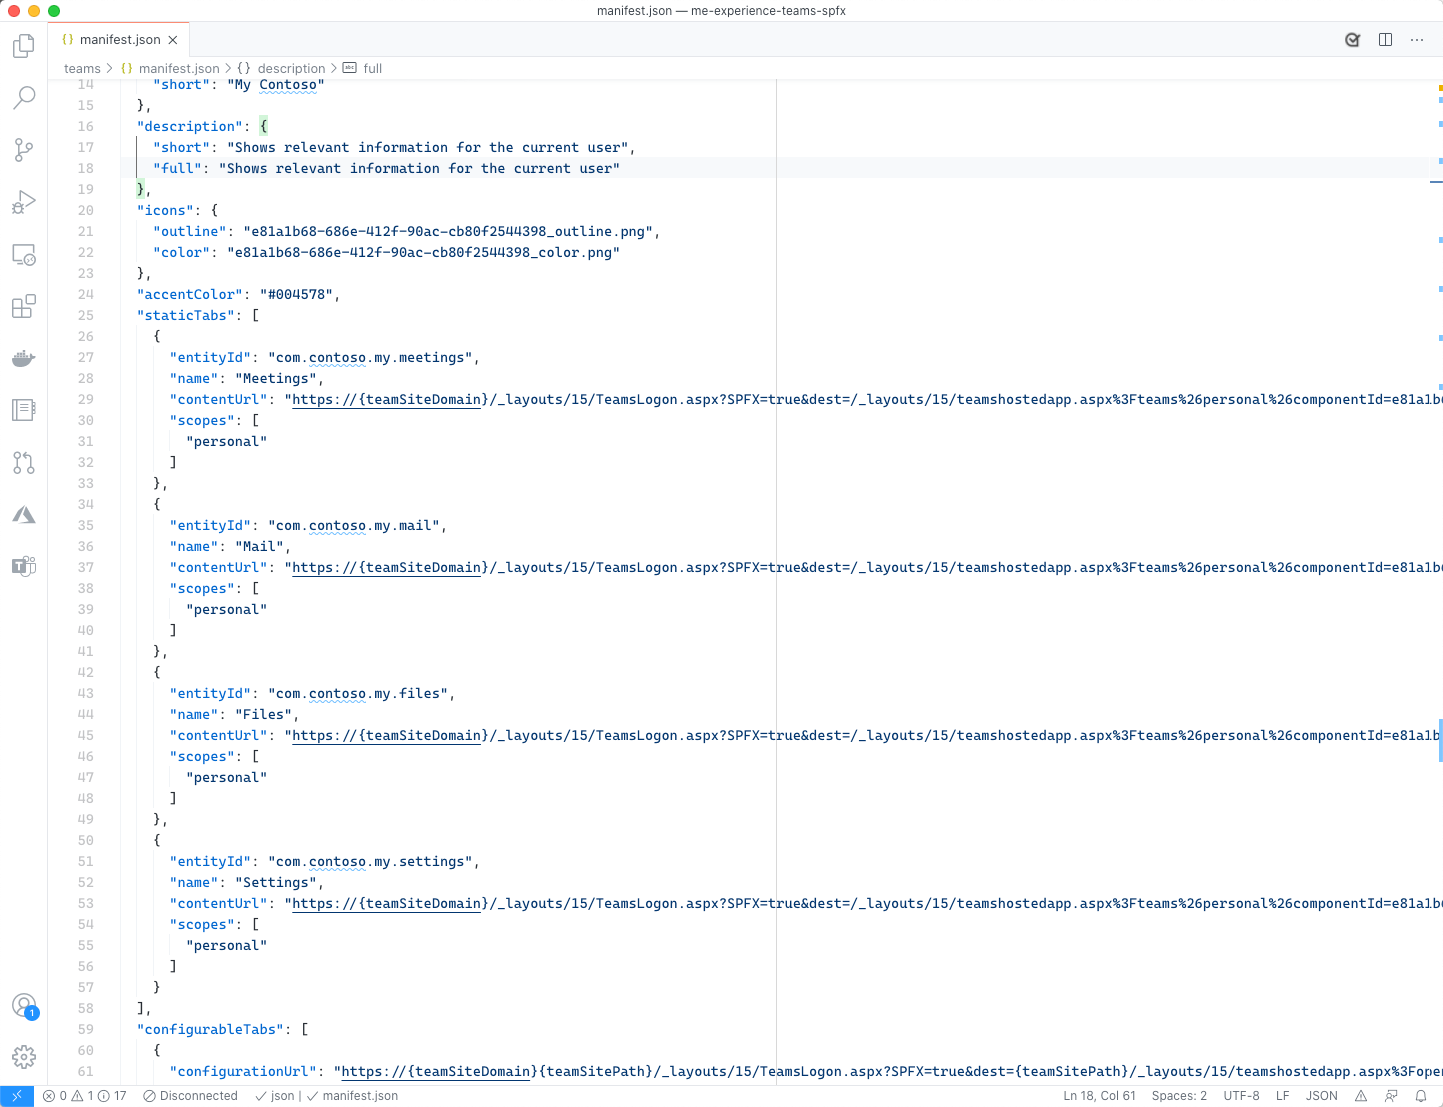 manifest.json — me-experience-teams-spfx
{} manifest.json ×
teams > {} manifest.json > {} description > abc full
14 "short": "My Contoso"
15 },
16 "description": {
17 "short": "Shows relevant information for the current user",
18 "full": "Shows relevant information for the current user"
19 },
20 "icons": {
21 "outline": "e81a1b68-686e-412f-90ac-cb80f2544398_outline.png",
22 "color": "e81a1b68-686e-412f-90ac-cb80f2544398_color.png"
23 },
24 "accentColor": "#004578",
25 "staticTabs": [
26 {
27 "entityId": "com.contoso.my.meetings",
28 "name": "Meetings",
29 "contentUrl": "https://{teamSiteDomain}/_layouts/15/TeamsLogon.aspx?SPFX=true&dest=/_layouts/15/teamshostedapp.aspx%3Fteams%26personal%26componentId=e81a1b6
30 "scopes": [
31 "personal"
32 ]
33 },
34 {
35 "entityId": "com.contoso.my.mail",
36 "name": "Mail",
37 "contentUrl": "https://{teamSiteDomain}/_layouts/15/TeamsLogon.aspx?SPFX=true&dest=/_layouts/15/teamshostedapp.aspx%3Fteams%26personal%26componentId=e81a1b6
38 "scopes": [
39 "personal"
40 ]
41 },
42 {
43 "entityId": "com.contoso.my.files",
44 "name": "Files",
45 "contentUrl": "https://{teamSiteDomain}/_layouts/15/TeamsLogon.aspx?SPFX=true&dest=/_layouts/15/teamshostedapp.aspx%3Fteams%26personal%26componentId=e81a1b
46 "scopes": [
47 "personal"
48 ]
49 },
50 {
51 "entityId": "com.contoso.my.settings",
52 "name": "Settings",
53 "contentUrl": "https://{teamSiteDomain}/_layouts/15/TeamsLogon.aspx?SPFX=true&dest=/_layouts/15/teamshostedapp.aspx%3Fteams%26personal%26componentId=e81a1b6
54 "scopes": [
55 "personal"
56 ]
57 }
58 ],
59 "configurableTabs": [
60 {
61 "configurationUrl": "https://{teamSiteDomain}{teamSitePath}/_layouts/15/TeamsLogon.aspx?SPFX=true&dest={teamSitePath}/_layouts/15/teamshostedapp.aspx%3Fope
1
0 1 17 Disconnected ✓ json | ✓ manifest.json Ln 18, Col 61 Spaces: 2 UTF-8 LF JSON